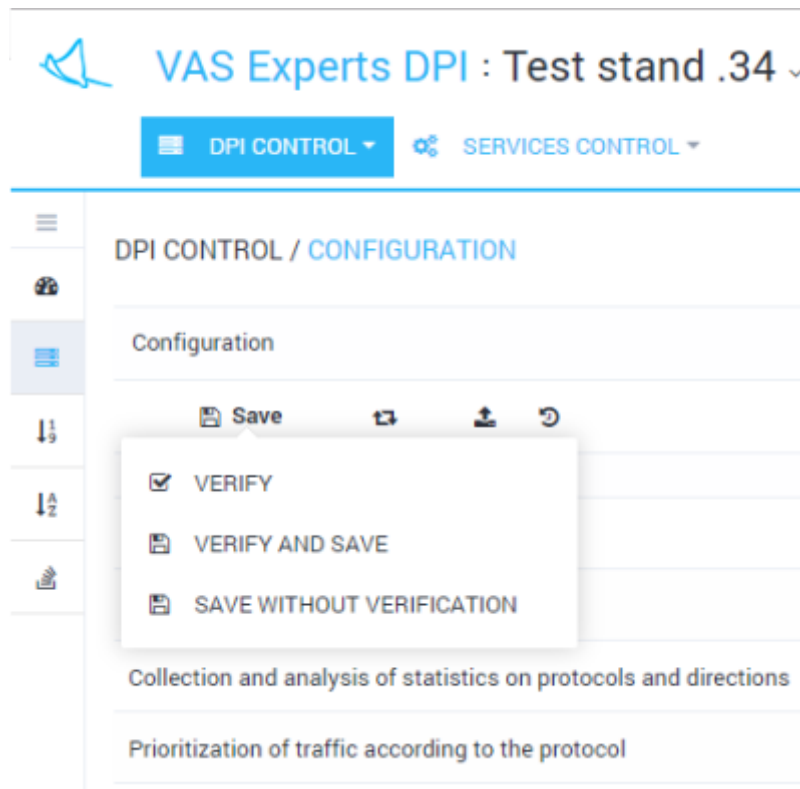 VAS Experts DPI : Test stand .34
DPI CONTROL SERVICES CONTROL
DPI CONTROL / CONFIGURATION
Configuration
Save
VERIFY
VERIFY AND SAVE
SAVE WITHOUT VERIFICATION
Collection and analysis of statistics on protocols and directions
Prioritization of traffic according to the protocol